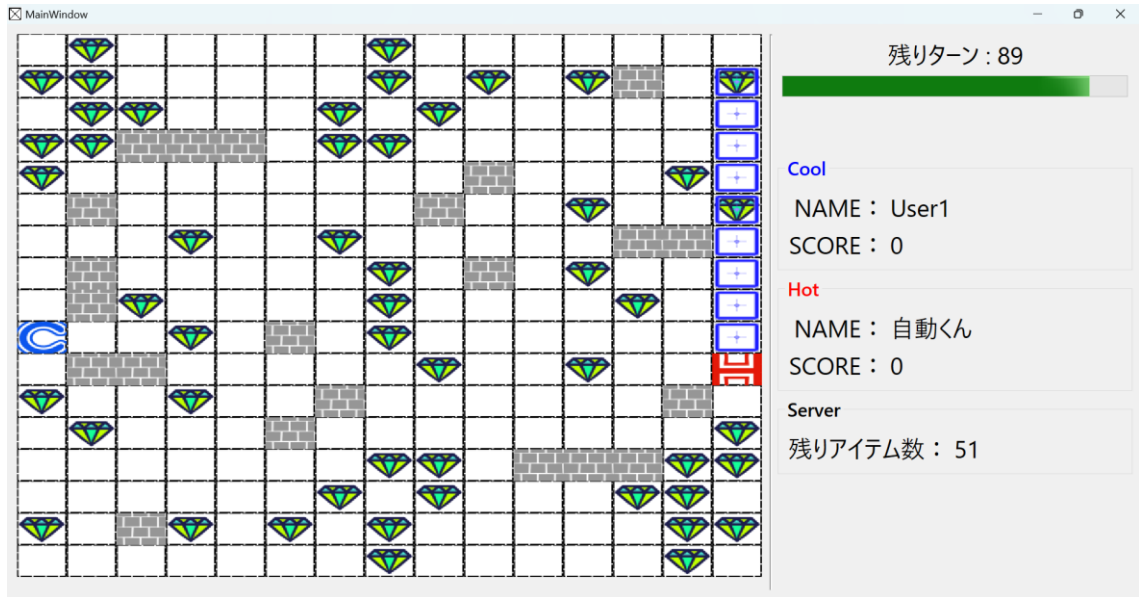 MainWindow
残りターン : 89
Cool
NAME： User1
SCORE： 0
Hot
NAME： 自動くん
SCORE： 0
Server
残りアイテム数： 51